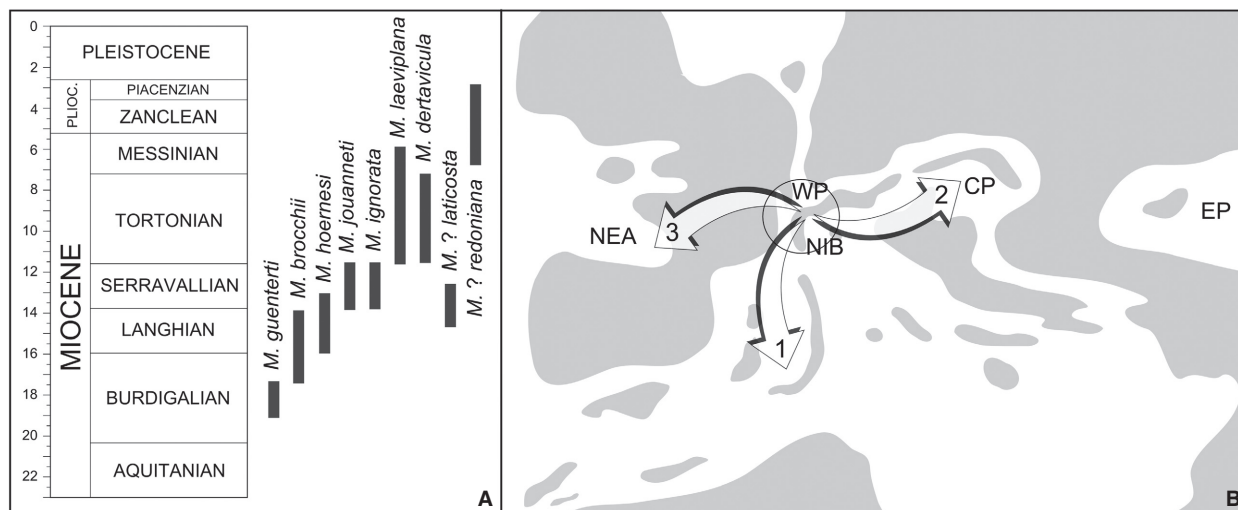 0
2
4
6
8
10
12
14
16
18
20
22
PLEISTOCENE
PLIOC.
PIACENZIAN
ZANCLEAN
MIOCENE
MESSINIAN
TORTONIAN
SERRAVALLIAN
LANGHIAN
BURDIGALIAN
AQUITANIAN
M. guenterti
M. brocchii
M. hoernesi
M. jouanneti
M. ignorata
M. laeviplana
M. dertavicula
M. ? laticosta
M. ? redoniana
A
WP
NIB
NEA
CP
EP
1
2
3
B